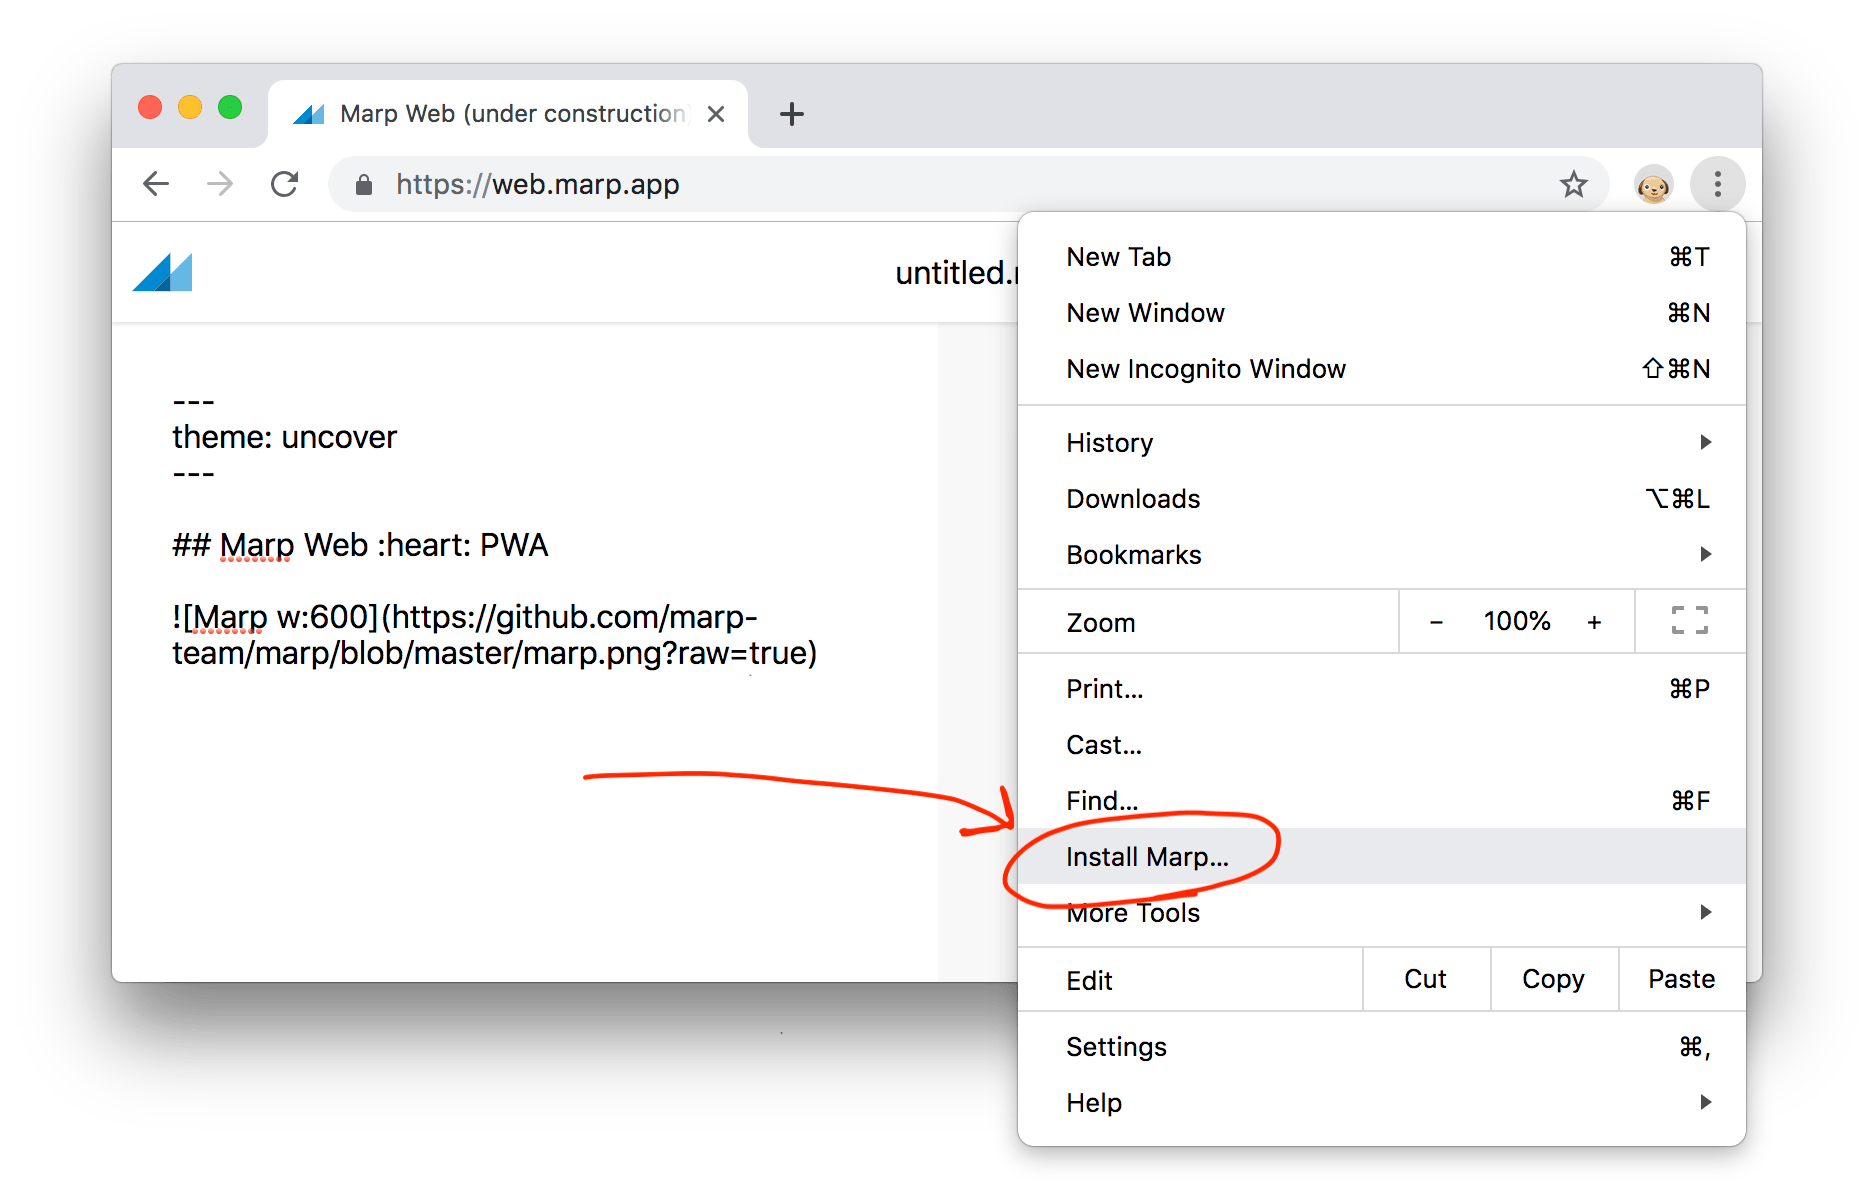 Marp Web (under construction)
https://web.marp.app
untitled.
---
theme: uncover
---
## Marp Web :heart: PWA
![Marp w:600](https://github.com/marp-
team/marp/blob/master/marp.png?raw=true)
New Tab ⌘T
New Window ⌘N
New Incognito Window ⇧⌘N
History
Downloads ⌥⌘L
Bookmarks
Zoom - 100% +
Print... ⌘P
Cast...
Find... ⌘F
Install Marp...
More Tools
Edit Cut Copy Paste
Settings ⌘,
Help